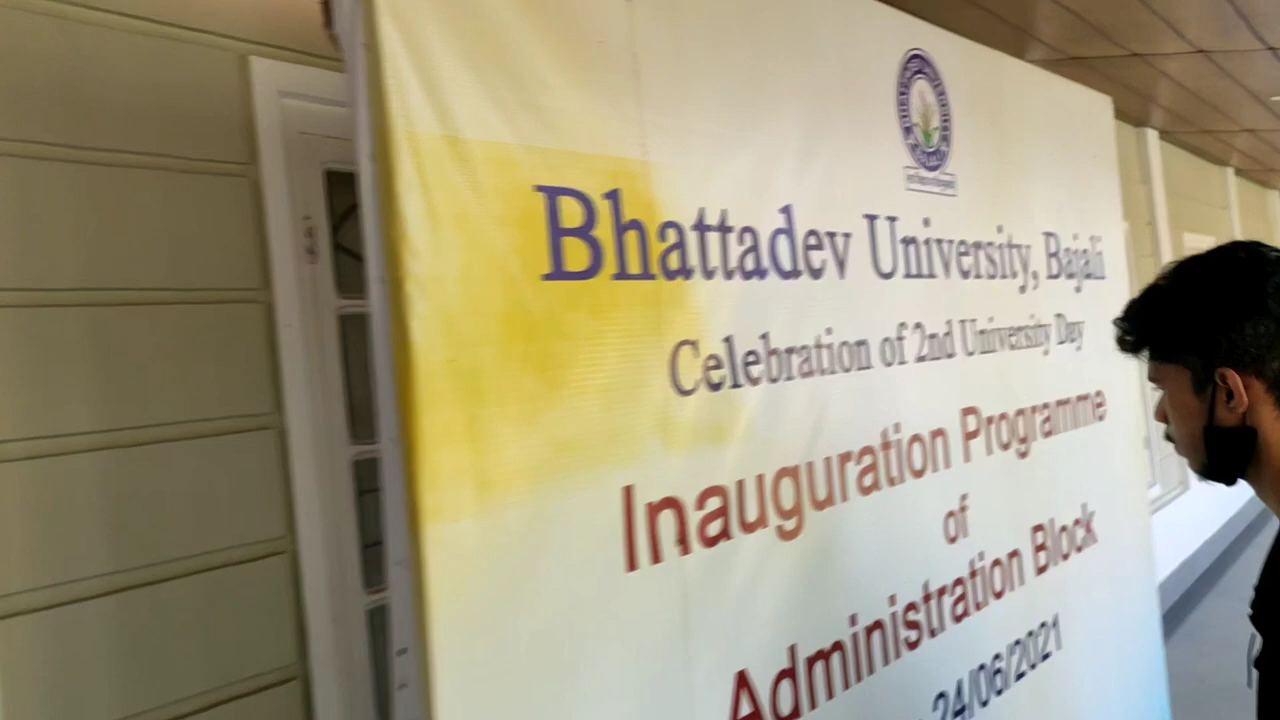 Bhattadev University, Bajali
Celebration of 2nd University Day
Inauguration Programme
of
Administration Block
24/06/2021